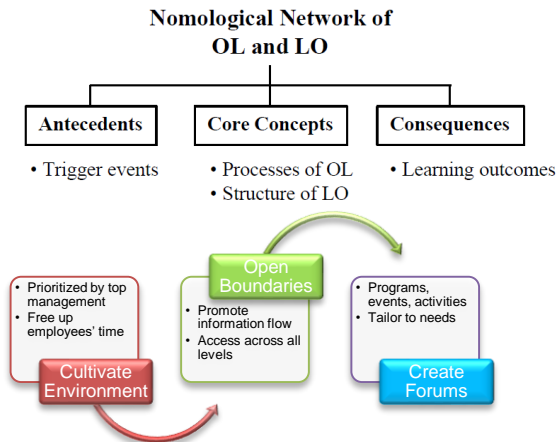 Nomological Network of
OL and LO
Antecedents
Core Concepts
Consequences
• Trigger events
• Processes of OL
• Structure of LO
• Learning outcomes
• Prioritized by top
management
• Free up
employees' time
Cultivate
Environment
Open
Boundaries
• Promote
information flow
• Access across all
levels
• Programs,
events, activities
• Tailor to needs
Create
Forums